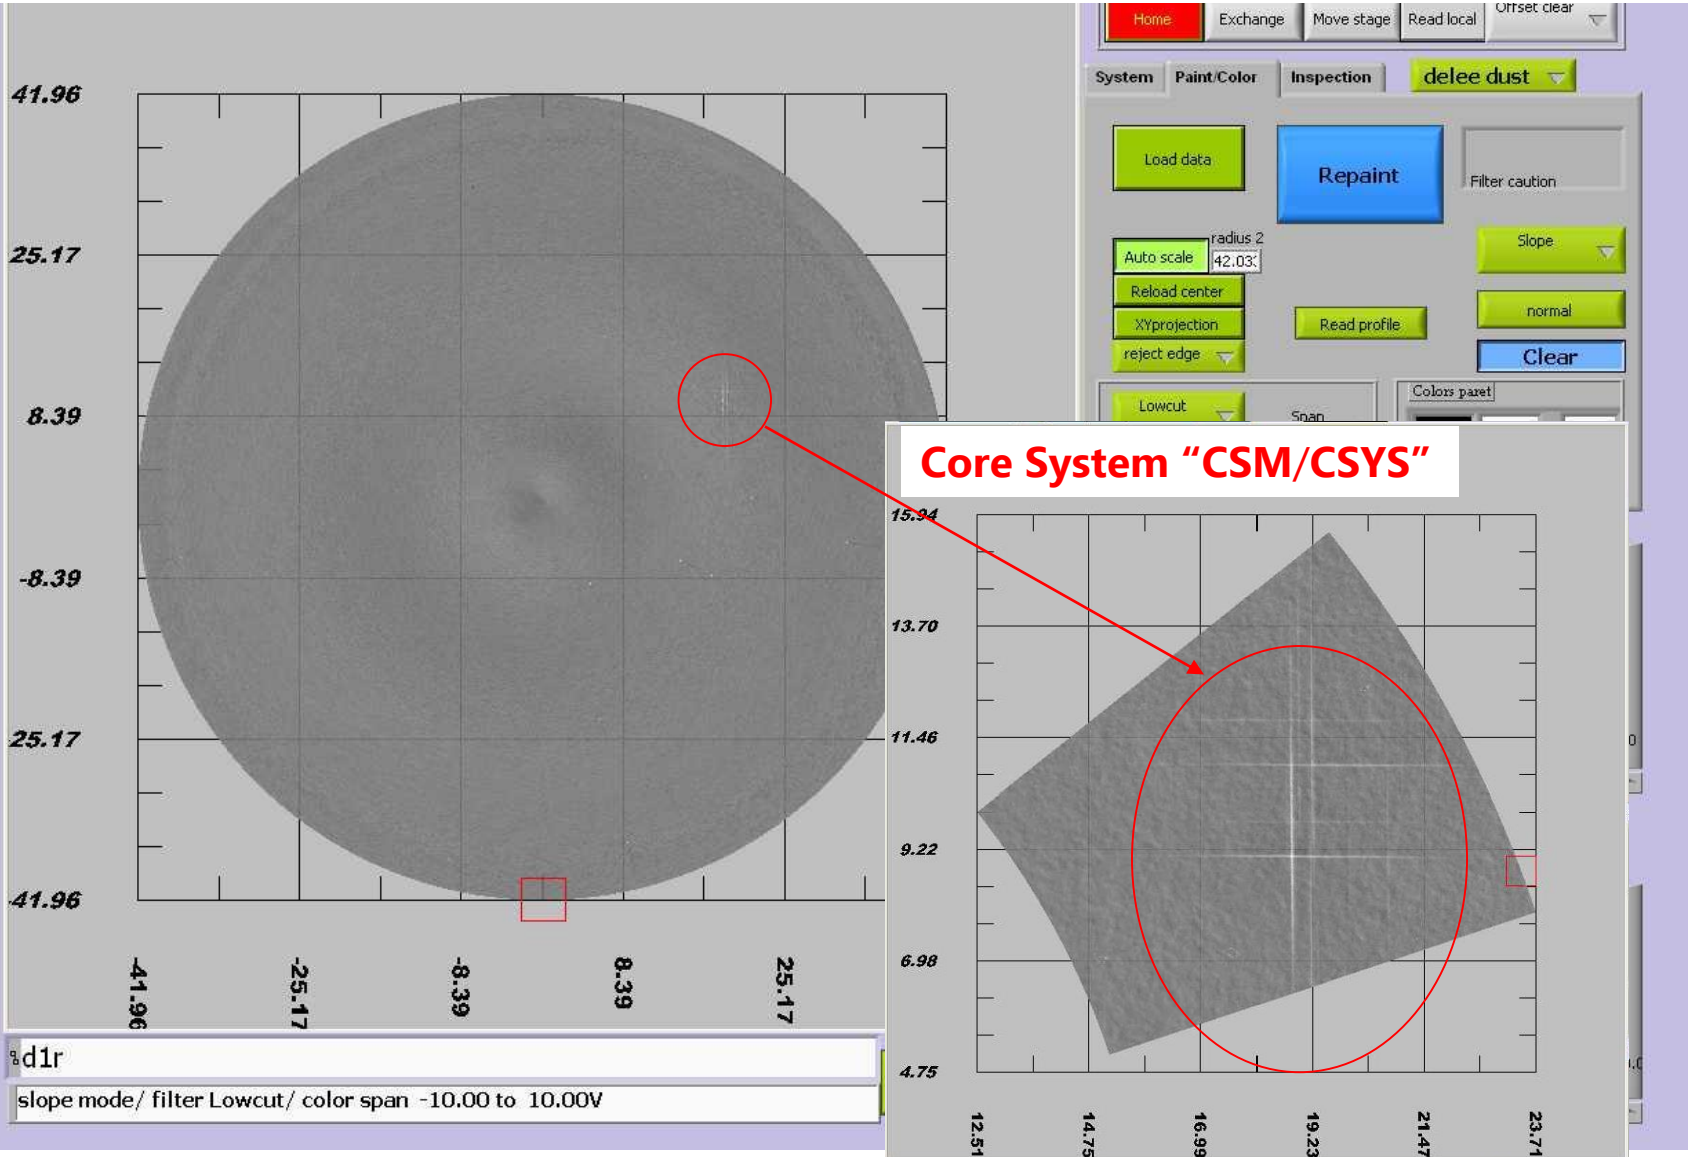 Home Exchange Move stage Read local Offset clear
System Paint/Color Inspection delee dust
Load data Repaint Filter caution
radius 2
Auto scale 42.03
Slope
Reload center
XYprojection Read profile normal
reject edge Clear
Lowcut Span Colors paret
41.96
25.17
8.39
-8.39
-25.17
-41.96
-41.96 -25.17 -8.39 8.39 25.17
Core System “CSM/CSYS”
15.94
13.70
11.46
9.22
6.98
4.75
12.51 14.75 16.99 19.23 21.47 23.71
d1r
slope mode/ filter Lowcut/ color span -10.00 to 10.00V